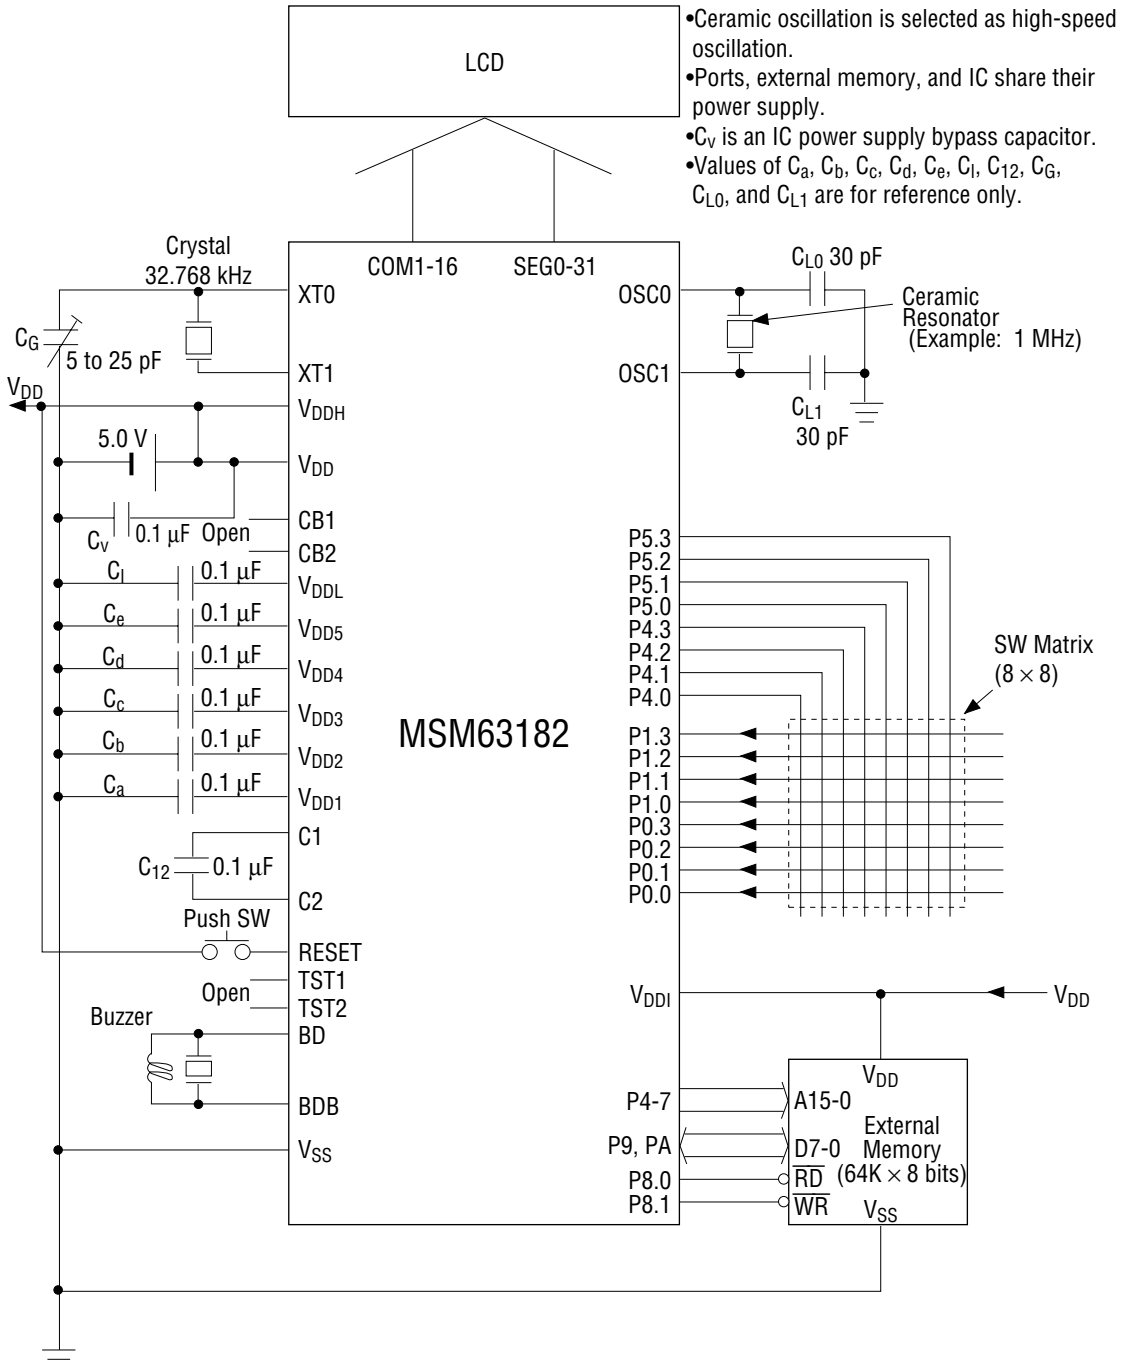 LCD
•Ceramic oscillation is selected as high-speed
oscillation.
•Ports, external memory, and IC share their
power supply.
•Cv is an IC power supply bypass capacitor.
•Values of Ca, Cb, Cc, Cd, Ce, Cl, C12, CG,
CL0, and CL1 are for reference only.
Crystal
32.768 kHz
CG
5 to 25 pF
VDD
5.0 V
Cv
0.1 μF
Open
Cl
0.1 μF
Ce
0.1 μF
Cd
0.1 μF
Cc
0.1 μF
Cb
0.1 μF
Ca
0.1 μF
C12
0.1 μF
Push SW
Open
Buzzer
COM1-16
SEG0-31
XT0
XT1
VDDH
VDD
CB1
CB2
VDDL
VDD5
VDD4
VDD3
VDD2
VDD1
C1
C2
RESET
TST1
TST2
BD
BDB
VSS
MSM63182
OSC0
OSC1
P5.3
P5.2
P5.1
P5.0
P4.3
P4.2
P4.1
P4.0
P1.3
P1.2
P1.1
P1.0
P0.3
P0.2
P0.1
P0.0
VDDI
P4-7
P9, PA
P8.0
P8.1
CL0 30 pF
Ceramic
Resonator
(Example: 1 MHz)
CL1
30 pF
SW Matrix
(8 × 8)
VDD
VDD
A15-0
External
Memory
(64K × 8 bits)
D7-0
RD
WR
VSS